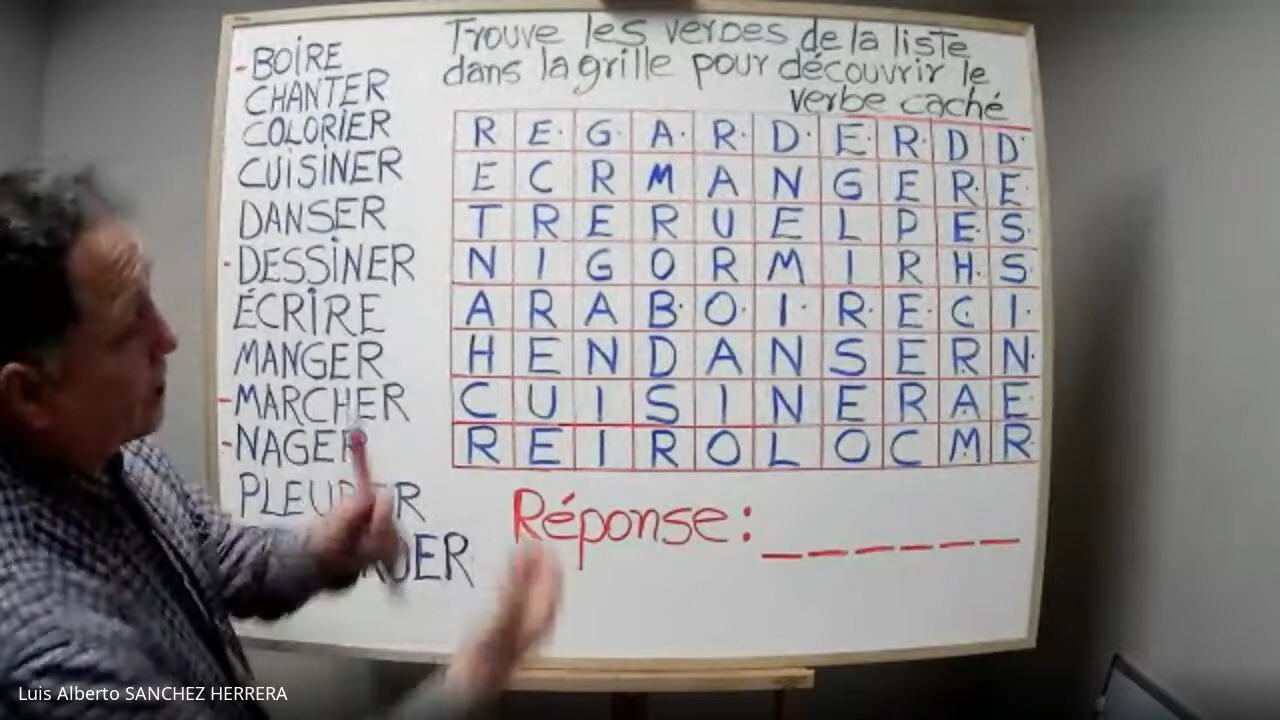 Trouve les verbes de la liste
dans la grille pour découvrir le
verbe caché
- BOIRE
CHANTER
COLORIER
CUISINER
DANSER
- DESSINER
ÉCRIRE
MANGER
- MARCHER
- NAGER
R E G A R D E R D D
E C R M A N G E R E
T R E R U E L P E S
N I G O R M I R H S
A R A B O I R E C I
H E N D A N S E R N
C U I S I N E R A E
R E I R O L O C M R
Réponse: _ _ _ _ _ _
Luis Alberto SANCHEZ HERRERA